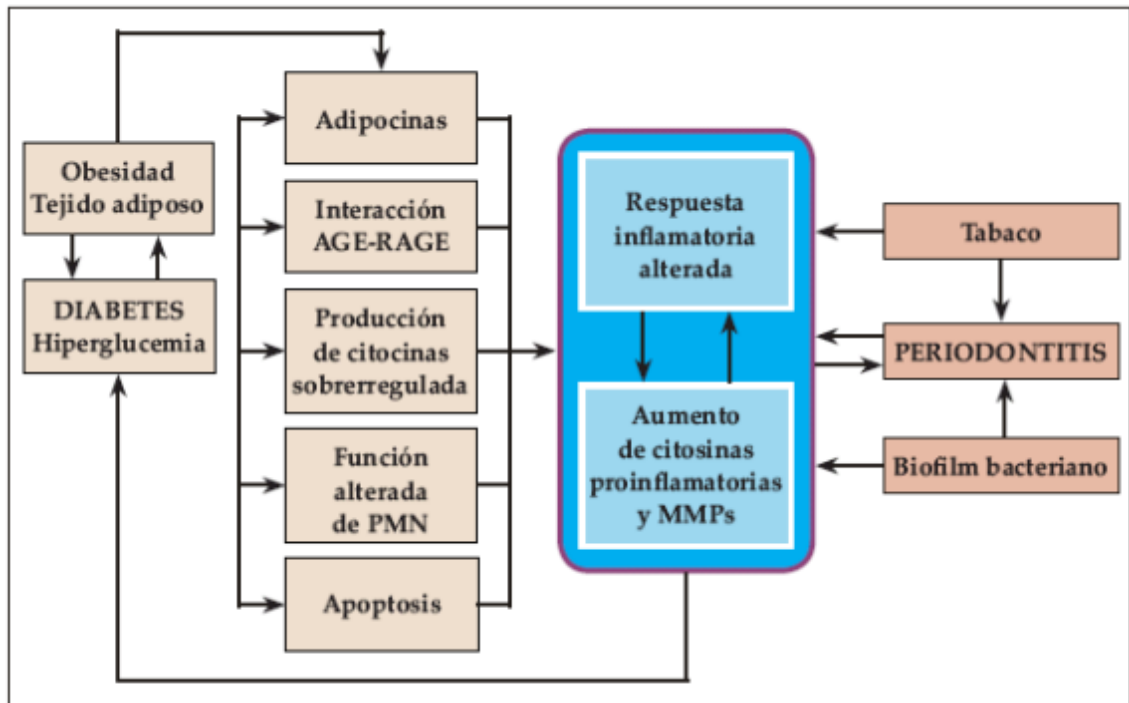 Obesidad
Tejido adiposo
DIABETES
Hiperglucemia
Adipocinas
Interacción
AGE-RAGE
Producción
de citocinas
sobrerregulada
Función
alterada
de PMN
Apoptosis
Respuesta
inflamatoria
alterada
Aumento
de citosinas
proinflamatorias
y MMPs
Tabaco
PERIODONTITIS
Biofilm bacteriano